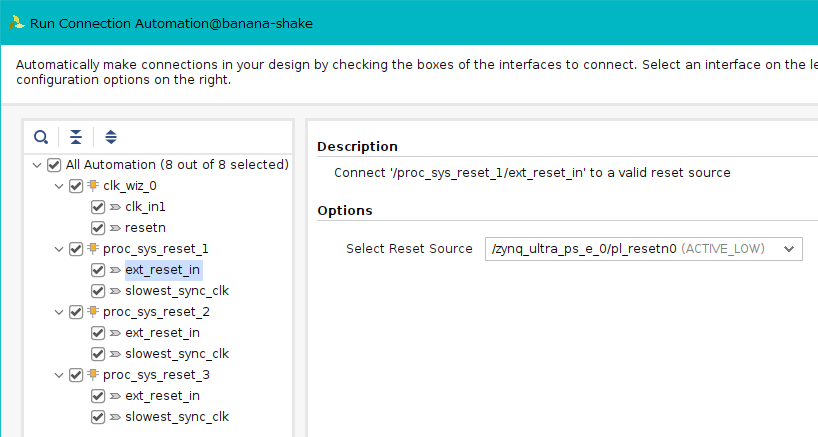 Run Connection Automation@banana-shake
Automatically make connections in your design by checking the boxes of the interfaces to connect. Select an interface on the
configuration options on the right.
All Automation (8 out of 8 selected)
clk_wiz_0
clk_in1
resetn
proc_sys_reset_1
ext_reset_in
slowest_sync_clk
proc_sys_reset_2
ext_reset_in
slowest_sync_clk
proc_sys_reset_3
ext_reset_in
slowest_sync_clk
Description
Connect '/proc_sys_reset_1/ext_reset_in' to a valid reset source
Options
Select Reset Source /zynq_ultra_ps_e_0/pl_resetn0 (ACTIVE_LOW)